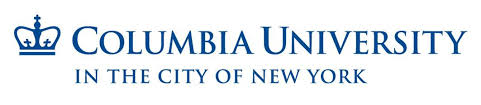 COLUMBIA UNIVERSITY
IN THE CITY OF NEW YORK